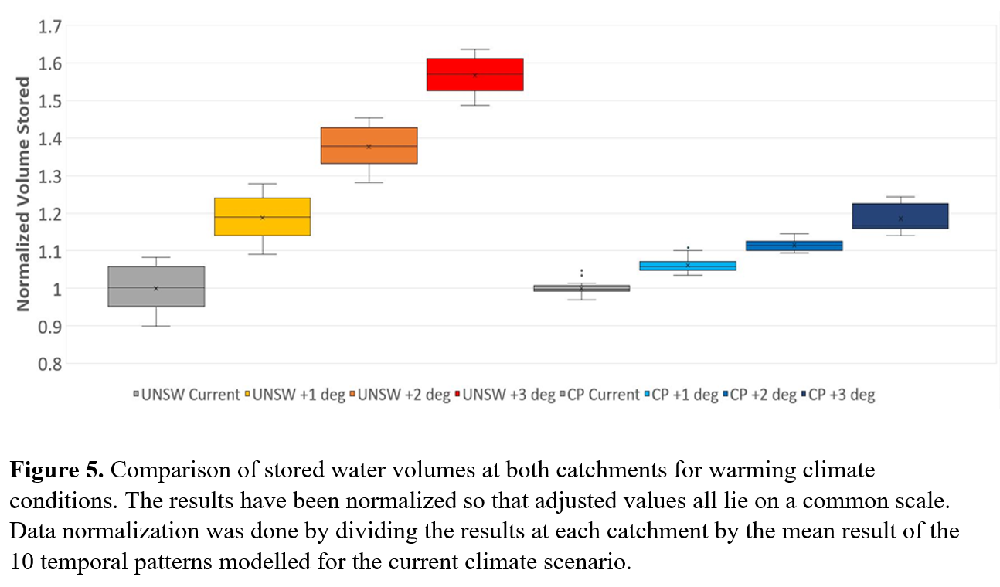 1.7
1.6
1.5
1.4
1.3
1.2
1.1
1
0.9
0.8
Normalized Volume Stored
UNSW Current UNSW +1 deg UNSW +2 deg UNSW +3 deg CP Current CP +1 deg CP +2 deg CP +3 deg
Figure 5. Comparison of stored water volumes at both catchments for warming climate
conditions. The results have been normalized so that adjusted values all lie on a common scale.
Data normalization was done by dividing the results at each catchment by the mean result of the
10 temporal patterns modelled for the current climate scenario.